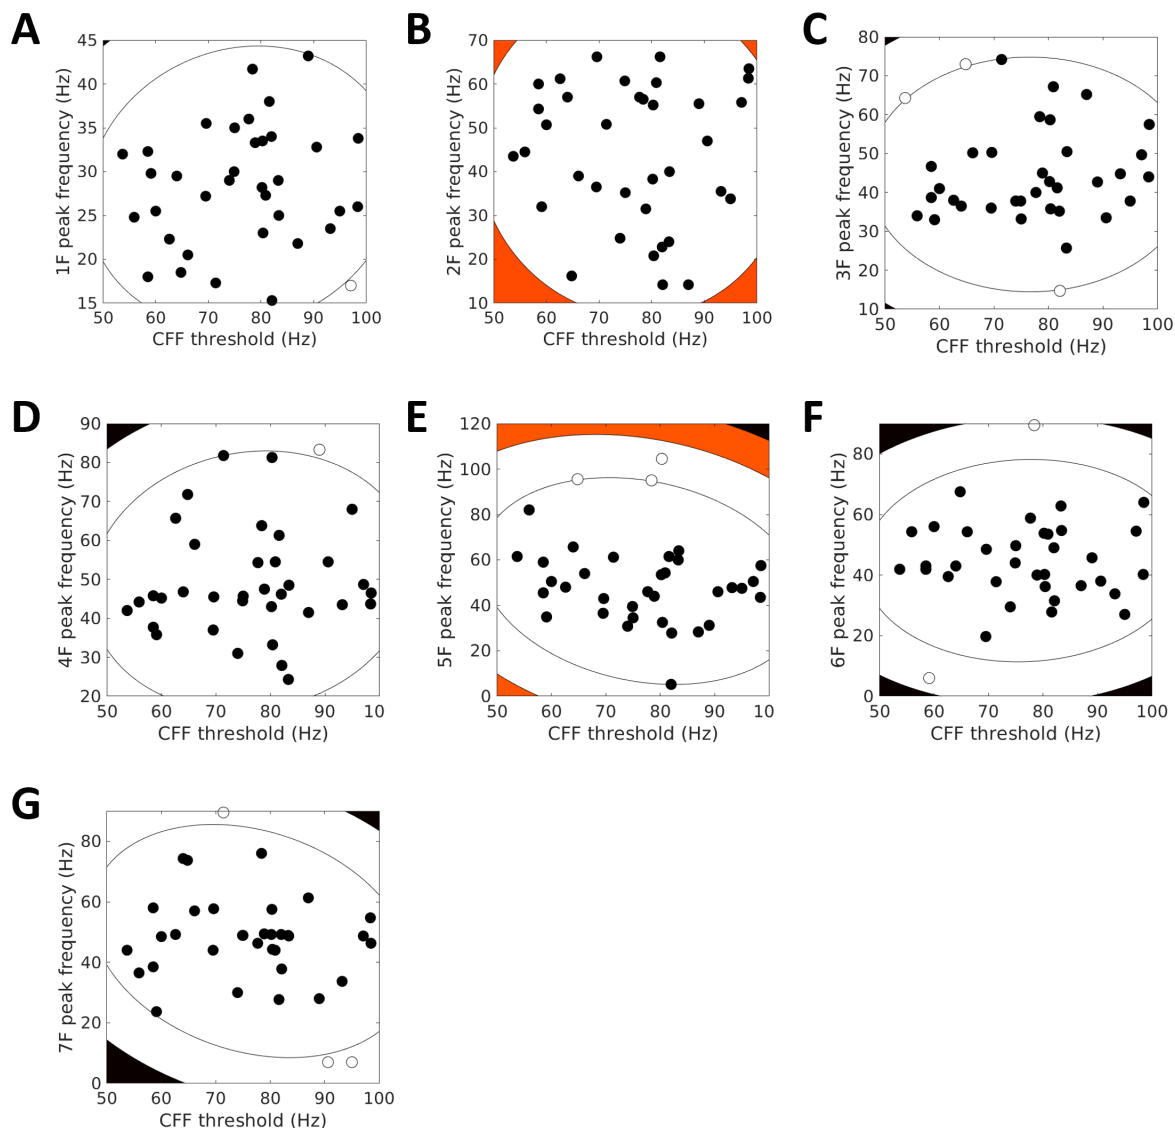 A
1F peak frequency (Hz)
45
40
35
30
25
20
15
50 60 70 80 90 100
CFF threshold (Hz)
B
2F peak frequency (Hz)
70
60
50
40
30
20
10
50 60 70 80 90 100
CFF threshold (Hz)
C
3F peak frequency (Hz)
80
70
60
50
40
30
20
10
50 60 70 80 90 100
CFF threshold (Hz)
D
4F peak frequency (Hz)
90
80
70
60
50
40
30
20
50 60 70 80 90 10
CFF threshold (Hz)
E
5F peak frequency (Hz)
120
100
80
60
40
20
0
50 60 70 80 90 100
CFF threshold (Hz)
F
6F peak frequency (Hz)
80
60
40
20
0
50 60 70 80 90 100
CFF threshold (Hz)
G
7F peak frequency (Hz)
80
60
40
20
0
50 60 70 80 90 100
CFF threshold (Hz)